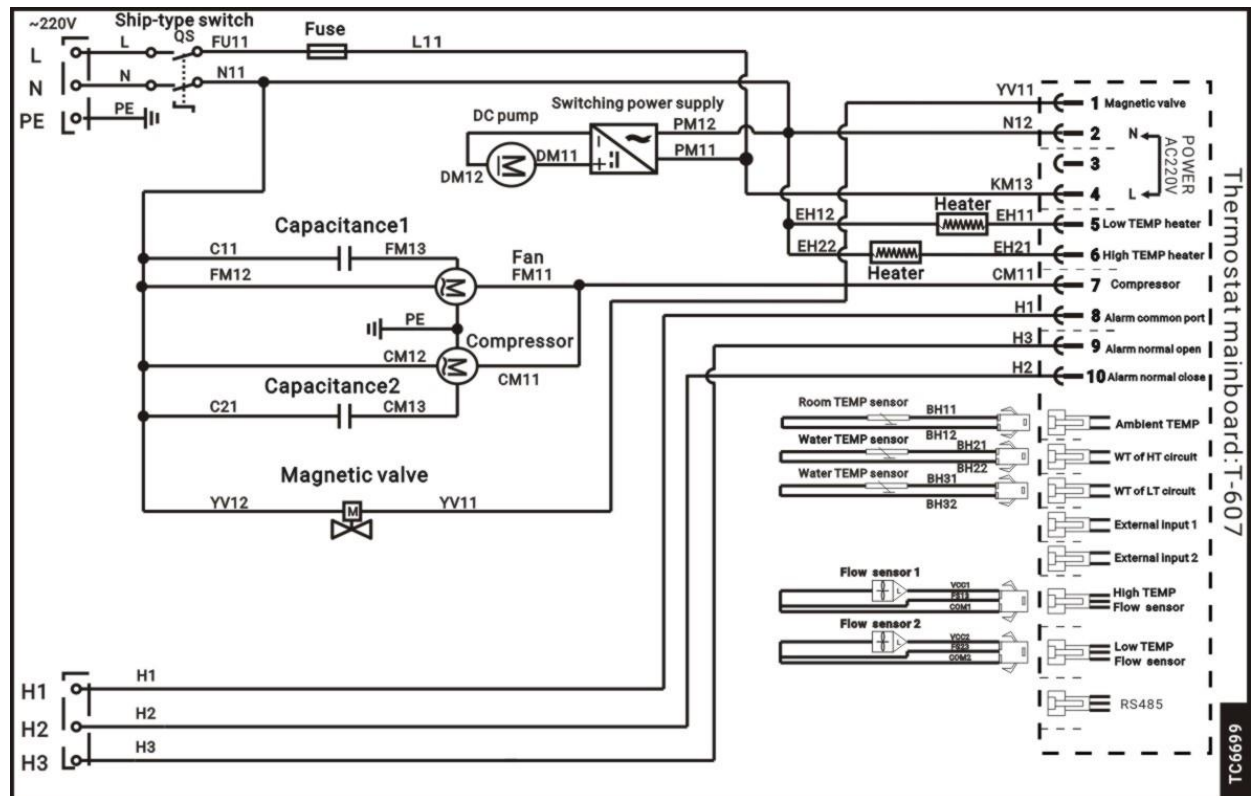 ~220V
Ship-type switch
QS
Fuse
L
L
FU11
L11
N
N
N11
PE
PE
Switching power supply
DC pump
PM12
PM11
DM11
DM12
YV11
1 Magnetic valve
N12
2
N
3
KM13
4
L
POWER
AC220V
Heater
EH12
EH11
5 Low TEMP heater
EH22
EH21
6 High TEMP heater
Heater
CM11
7 Compressor
H1
8 Alarm common port
H3
9 Alarm normal open
H2
10 Alarm normal close
Thermostat mainboard:T-607
Capacitance1
C11
FM13
Fan
FM12
FM11
M
PE
Compressor
CM12
M
CM11
Capacitance2
C21
CM13
Magnetic valve
YV12
M
YV11
M
Room TEMP sensor
BH11
BH12
Ambient TEMP
Water TEMP sensor
BH21
BH22
WT of HT circuit
Water TEMP sensor
BH31
BH32
WT of LT circuit
External input 1
External input 2
Flow sensor 1
VCC1
FS13
COM1
L
High TEMP
Flow sensor
Flow sensor 2
VCC2
FS23
COM2
L
Low TEMP
Flow sensor
RS485
H1
H1
H2
H2
H3
H3
TC6699